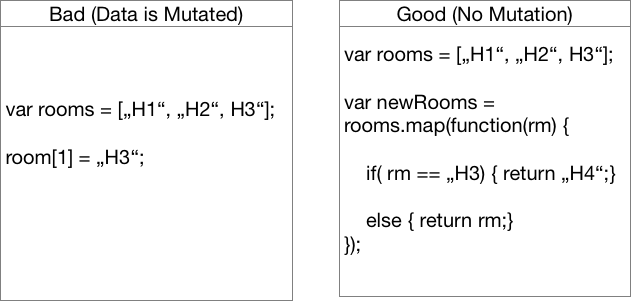 Bad (Data is Mutated)
var rooms = [„H1“, „H2“, H3“];
room[1] = „H3“;
Good (No Mutation)
var rooms = [„H1“, „H2“, H3“];
var newRooms =
rooms.map(function(rm) {
if( rm == „H3) { return „H4“;}
else { return rm;}
});